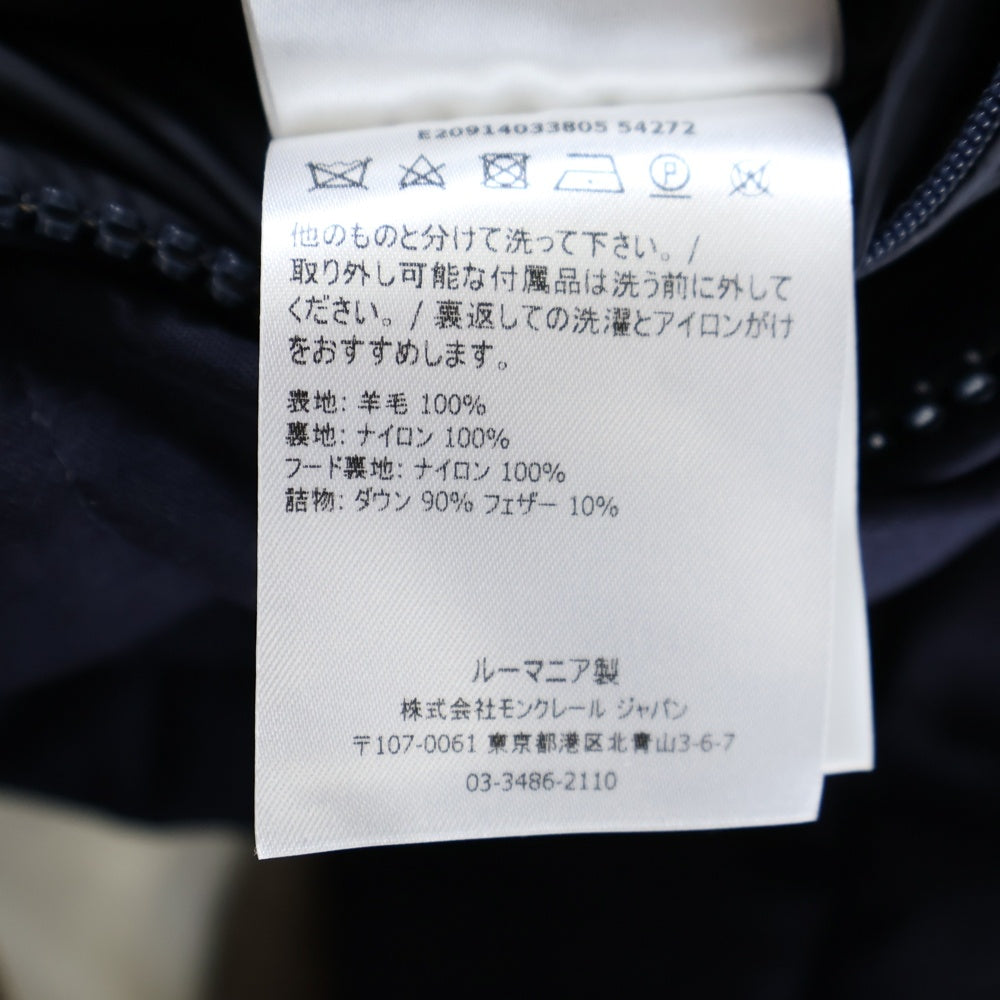 E20914033805 54272
他のものと分けて洗って下さい。/
取り外し可能な付属品は洗う前に外して
ください。/ 裏返しての洗濯とアイロンがけ
をおすすめします。
表地: 羊毛 100%
裏地: ナイロン 100%
フード裏地: ナイロン 100%
詰物: ダウン 90% フェザー 10%
ルーマニア製
株式会社モンクレール ジャパン
〒107-0061 東京都港区北青山3-6-7
03-3486-2110